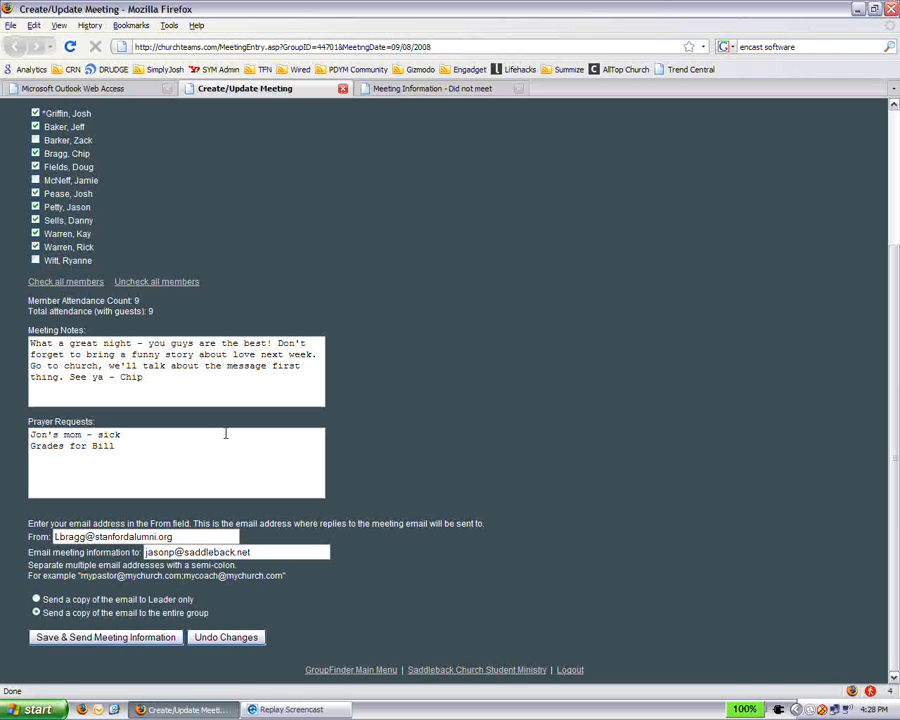 Create/Update Meeting - Mozilla Firefox
File Edit View History Bookmarks Tools Help
http://churchteams.com/MeetingEntry.asp?GroupID=44701&MeetingDate=09/08/2008
encast software
Analytics CRN DRUDGE SimplyJosh SYM Admin TPN Wired PDYM Community Gizmodo Engadget Lifehacks Summize AllTop Church Trend Central
Microsoft Outlook Web Access Create/Update Meeting Meeting Information - Did not meet
*Griffin, Josh
Baker, Jeff
Barker, Zack
Bragg, Chip
Fields, Doug
McNeff, Jamie
Pease, Josh
Petty, Jason
Sells, Danny
Warren, Kay
Warren, Rick
Witt, Ryanne
Check all members Uncheck all members
Member Attendance Count: 9
Total attendance (with guests): 9
Meeting Notes:
What a great night - you guys are the best! Don't
forget to bring a funny story about love next week.
Go to church, we'll talk about the message first
thing. See ya - Chip
Prayer Requests:
Jon's mom - sick
Grades for Bill
Enter your email address in the From field. This is the email address where replies to the meeting email will be sent to.
From: Lbragg@stanfordalumni.org
Email meeting information to: jasonp@saddleback.net
Separate multiple email addresses with a semi-colon.
For example "mypastor@mychurch.com;mycoach@mychurch.com"
Send a copy of the email to Leader only
Send a copy of the email to the entire group
Save & Send Meeting Information Undo Changes
GroupFinder Main Menu | Saddleback Church Student Ministry | Logout
Done 4
start Create/Update Meeti... Replay Screencast 100% 4:28 PM